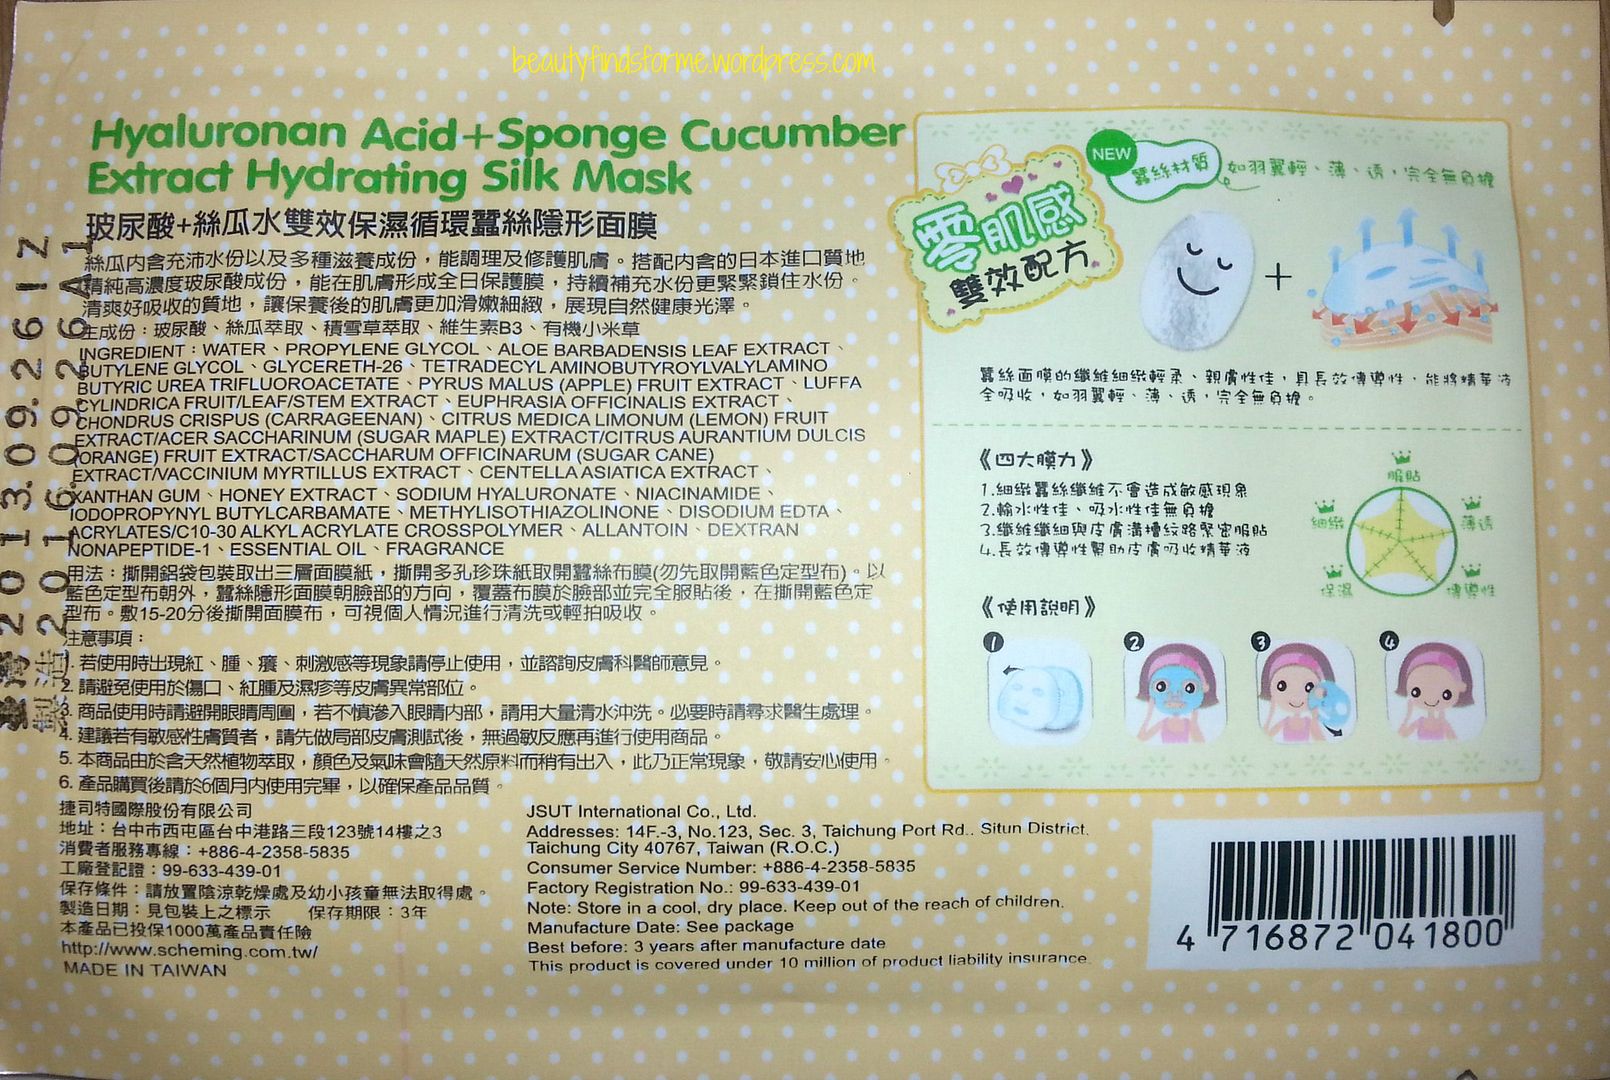 beautyfindsforme.wordpress.com
Hyaluronan Acid+Sponge Cucumber
Extract Hydrating Silk Mask
玻尿酸+絲瓜水雙效保濕循環蠶絲隱形面膜
絲瓜內含充沛水份以及多種滋養成份，能調理及修護肌膚。搭配內含的日本進口質地
精純高濃度玻尿酸成份，能在肌膚形成全日保護膜，持續補充水份更緊緊鎖住水份。
清爽好吸收的質地，讓保養後的肌膚更加滑嫩細緻，展現自然健康光澤。
主成份：玻尿酸、絲瓜萃取、積雪草萃取、維生素B3、有機小米草
INGREDIENT：WATER、PROPYLENE GLYCOL、ALOE BARBADENSIS LEAF EXTRACT、
BUTYLENE GLYCOL、GLYCERETH-26、TETRADECYL AMINOBUTYROYLVALYLAMINO
BUTYRIC UREA TRIFLUOROACETATE、PYRUS MALUS (APPLE) FRUIT EXTRACT、LUFFA
CYLINDRICA FRUIT/LEAF/STEM EXTRACT、EUPHRASIA OFFICINALIS EXTRACT、
CHONDRUS CRISPUS (CARRAGEENAN)、CITRUS MEDICA LIMONUM (LEMON) FRUIT
EXTRACT/ACER SACCHARINUM (SUGAR MAPLE) EXTRACT/CITRUS AURANTIUM DULCIS
(ORANGE) FRUIT EXTRACT/SACCHARUM OFFICINARUM (SUGAR CANE)
EXTRACT/VACCINIUM MYRTILLUS EXTRACT、CENTELLA ASIATICA EXTRACT、
XANTHAN GUM、HONEY EXTRACT、SODIUM HYALURONATE、NIACINAMIDE、
IODOPROPYNYL BUTYLCARBAMATE、METHYLISOTHIAZOLINONE、DISODIUM EDTA、
ACRYLATES/C10-30 ALKYL ACRYLATE CROSSPOLYMER、ALLANTOIN、DEXTRAN
NONAPEPTIDE-1、ESSENTIAL OIL、FRAGRANCE
用法：撕開鋁袋包裝取出三層面膜紙，撕開多孔珍珠紙取開蠶絲布膜(勿先取開藍色定型布)。以
藍色定型布朝外，蠶絲隱形面膜朝臉部的方向，覆蓋布膜於臉部並完全服貼後，在撕開藍色定
型布。敷15-20分後撕開面膜布，可視個人情況進行清洗或輕拍吸收。
注意事項：
1. 若使用時出現紅、腫、癢、刺激感等現象請停止使用，並諮詢皮膚科醫師意見。
2. 請避免使用於傷口、紅腫及濕疹等皮膚異常部位。
3. 商品使用時請避開眼睛周圍，若不慎滲入眼睛內部，請用大量清水沖洗。必要時請尋求醫生處理。
4. 建議若有敏感性膚質者，請先做局部皮膚測試後，無過敏反應再進行使用商品。
5. 本商品由於含天然植物萃取，顏色及氣味會隨天然原料而稍有出入，此乃正常現象，敬請安心使用。
6. 產品購買後請於6個月內使用完畢，以確保產品品質。
捷司特國際股份有限公司
地址：台中市西屯區台中港路三段123號14樓之3
消費者服務專線：+886-4-2358-5835
工廠登記證：99-633-439-01
保存條件：請放置陰涼乾燥處及幼小孩童無法取得處。
製造日期：見包裝上之標示 保存期限：3年
本產品已投保1000萬產品責任險
http://www.scheming.com.tw/
MADE IN TAIWAN
JSUT International Co., Ltd.
Addresses: 14F.-3, No.123, Sec. 3, Taichung Port Rd.. Situn District.
Taichung City 40767, Taiwan (R.O.C.)
Consumer Service Number: +886-4-2358-5835
Factory Registration No.: 99-633-439-01
Note: Store in a cool, dry place. Keep out of the reach of children.
Manufacture Date: See package
Best before: 3 years after manufacture date
This product is covered under 10 million of product liability insurance.
臺灣 2013.09.26IZ
製造 2016.09.26A1
零肌感
雙效配方
NEW
蠶絲材質
如羽翼輕、薄、透，完全無負擔
+
蠶絲面膜的纖維細緻輕柔、親膚性佳，具長效傳導性，能將精華液
全吸收，如羽翼輕、薄、透，完全無負擔。
《四大膜力》
1.細緻蠶絲纖維不會造成敏感現象
2.輸水性佳、吸水性佳無負擔
3.纖維纖細與皮膚溝槽紋路緊密服貼
4.長效傳導性幫助皮膚吸收精華液
服貼
細緻
薄透
保濕
傳導性
《使用說明》
1
2
3
4
4 716872 041800